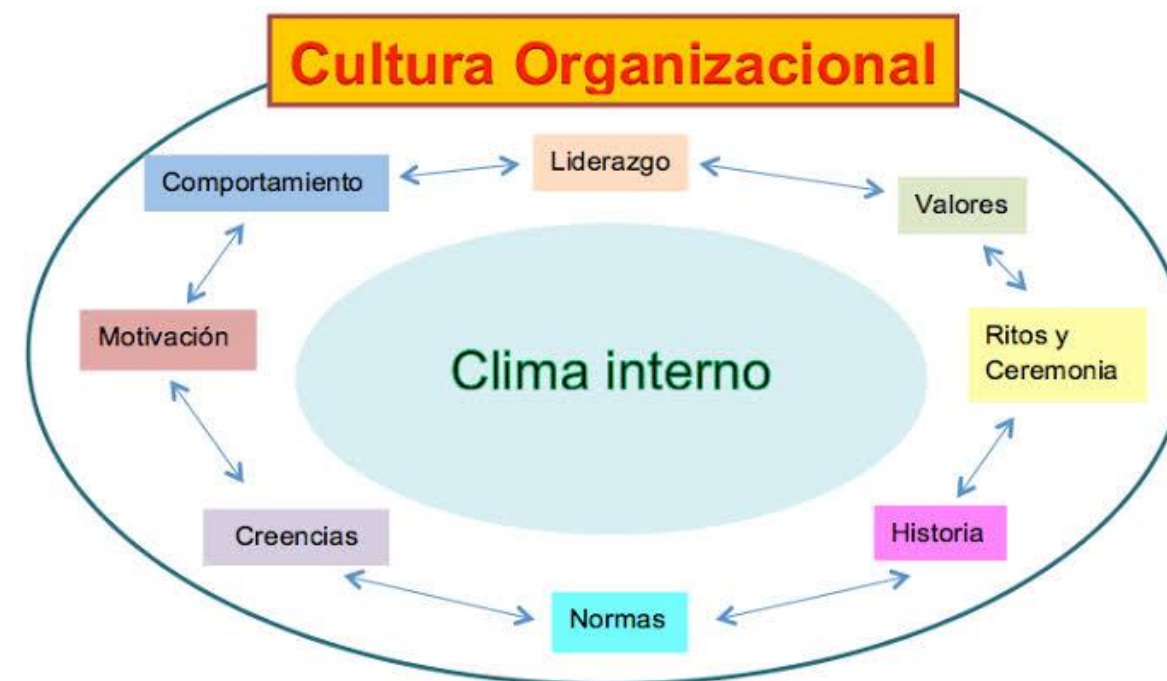 Cultura Organizacional
Liderazgo
Comportamiento
Valores
Motivación
Ritos y
Ceremonia
Clima interno
Creencias
Historia
Normas